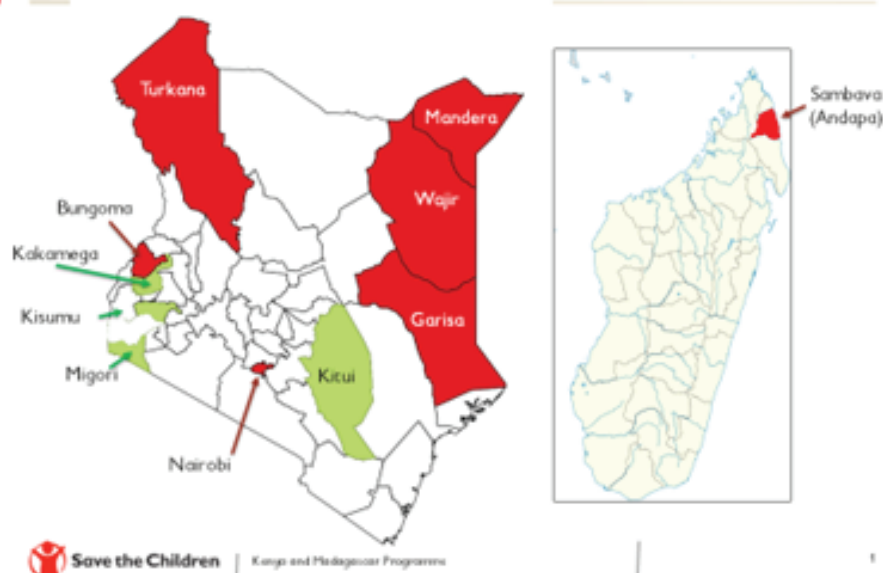 Turkana
Mandera
Wajir
Garisa
Bungoma
Kakamega
Kisumu
Migori
Nairobi
Kitui
Sambava
(Andapa)
Save the Children
Kenya and Madagascar Programme
1